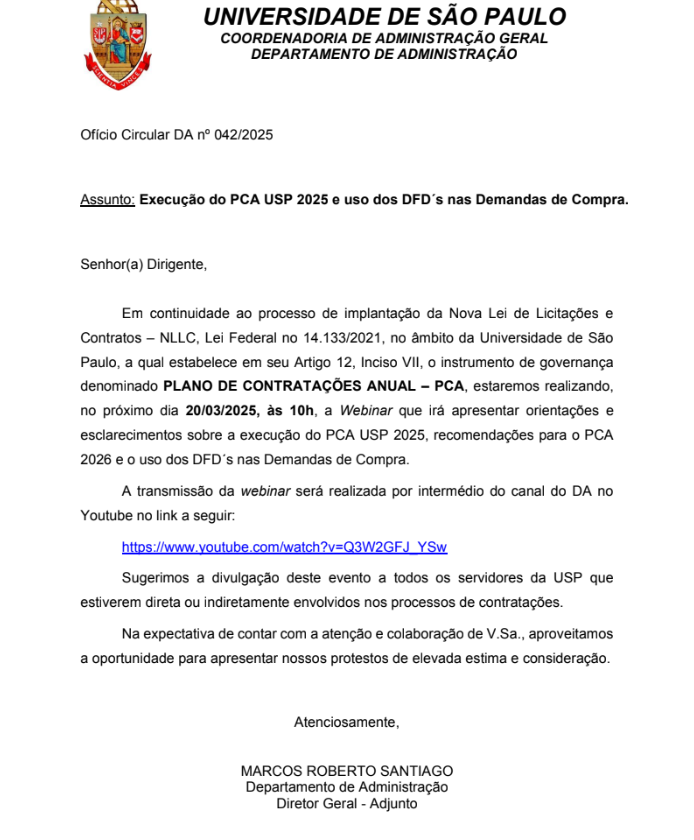 UNIVERSIDADE DE SÃO PAULO
COORDENADORIA DE ADMINISTRAÇÃO GERAL
DEPARTAMENTO DE ADMINISTRAÇÃO
Ofício Circular DA nº 042/2025
Assunto: Execução do PCA USP 2025 e uso dos DFD´s nas Demandas de Compra.
Senhor(a) Dirigente,
Em continuidade ao processo de implantação da Nova Lei de Licitações e
Contratos – NLLC, Lei Federal no 14.133/2021, no âmbito da Universidade de São
Paulo, a qual estabelece em seu Artigo 12, Inciso VII, o instrumento de governança
denominado PLANO DE CONTRATAÇÕES ANUAL – PCA, estaremos realizando,
no próximo dia 20/03/2025, às 10h, a Webinar que irá apresentar orientações e
esclarecimentos sobre a execução do PCA USP 2025, recomendações para o PCA
2026 e o uso dos DFD´s nas Demandas de Compra.
A transmissão da webinar será realizada por intermédio do canal do DA no
Youtube no link a seguir:
https://www.youtube.com/watch?v=Q3W2GFJ_YSw
Sugerimos a divulgação deste evento a todos os servidores da USP que
estiverem direta ou indiretamente envolvidos nos processos de contratações.
Na expectativa de contar com a atenção e colaboração de V.Sa., aproveitamos
a oportunidade para apresentar nossos protestos de elevada estima e consideração.
Atenciosamente,
MARCOS ROBERTO SANTIAGO
Departamento de Administração
Diretor Geral - Adjunto